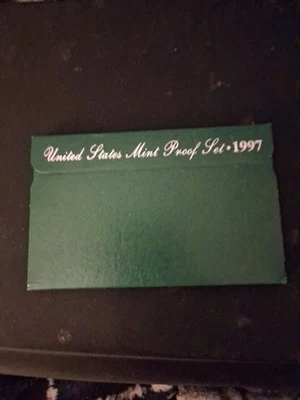 United States Mint Proof Set • 1997